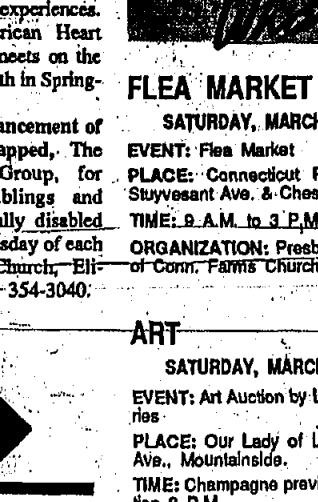 experiences.
rican Heart
meets on the
th in Spring-
ancement of
apped, The
Group, for
blings and
ally disabled
sday of each
Church, Eli-
354-3040.
FLEA MARKET
SATURDAY, MARCH
EVENT: Flea Market
PLACE: Connecticut F
Stuyvesant Ave. & Ches
TIME: 9 A.M. to 3 P.M
ORGANIZATION: Presb
of Conn. Farms Church
ART
SATURDAY, MARCH
EVENT: Art Auction by L
ries
PLACE: Our Lady of L
Ave., Mountainside.
TIME: Champagne previ
tion 8 P.M.